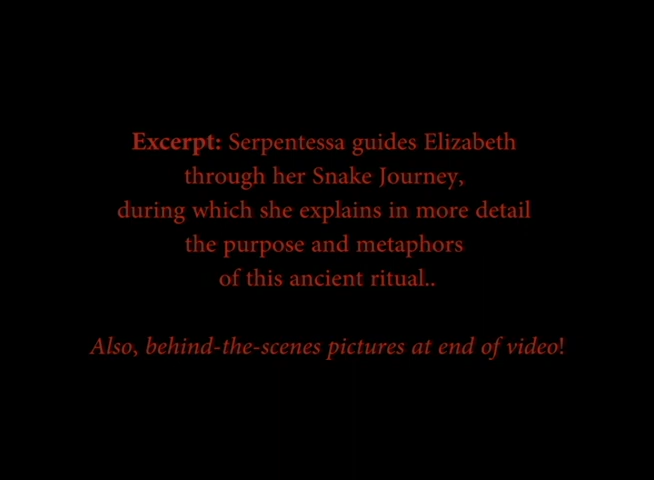 Excerpt: Serpentessa guides Elizabeth
through her Snake Journey,
during which she explains in more detail
the purpose and metaphors
of this ancient ritual..
Also, behind-the-scenes pictures at end of video!